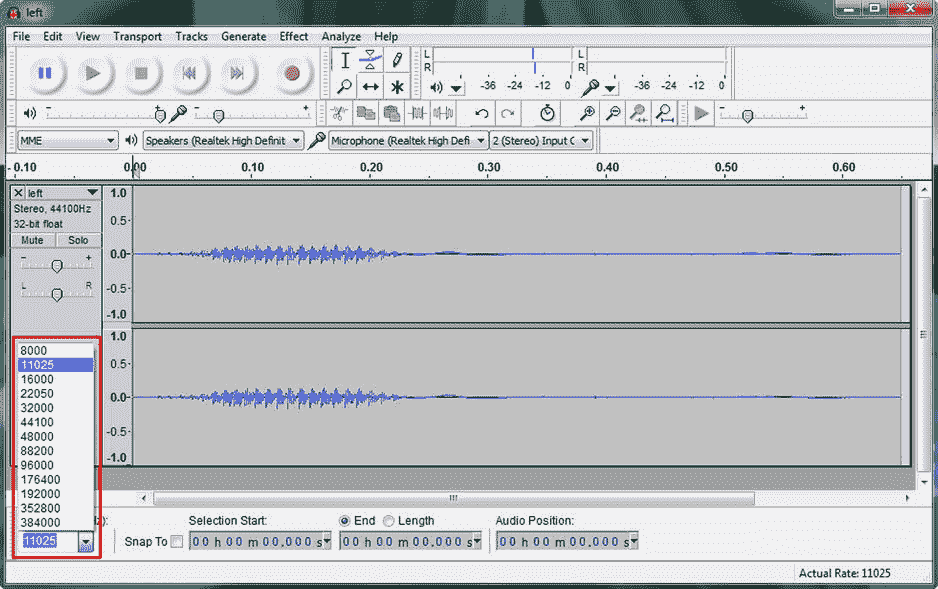 left
File Edit View Transport Tracks Generate Effect Analyze Help
L
R
-36 -24 -12 0
L
R
-36 -24 -12 0
- + - +
- +
MME Speakers (Realtek High Definit Microphone (Realtek High Defi 2 (Stereo) Input C
-0.10 0.00 0.10 0.20 0.30 0.40 0.50 0.60
left
Stereo, 44100Hz
32-bit float
Mute Solo
- +
L R
1.0
0.5-
0.0-
-0.5-
-1.0
1.0
0.5-
0.0-
-0.5-
-1.0
8000
11025
16000
22050
32000
44100
48000
88200
96000
176400
192000
352800
384000
11025
z):
Snap To
Selection Start:
End Length
Audio Position:
00 h 00 m 00.000 s 00 h 00 m 00.000 s 00 h 00 m 00.000 s
Actual Rate: 11025